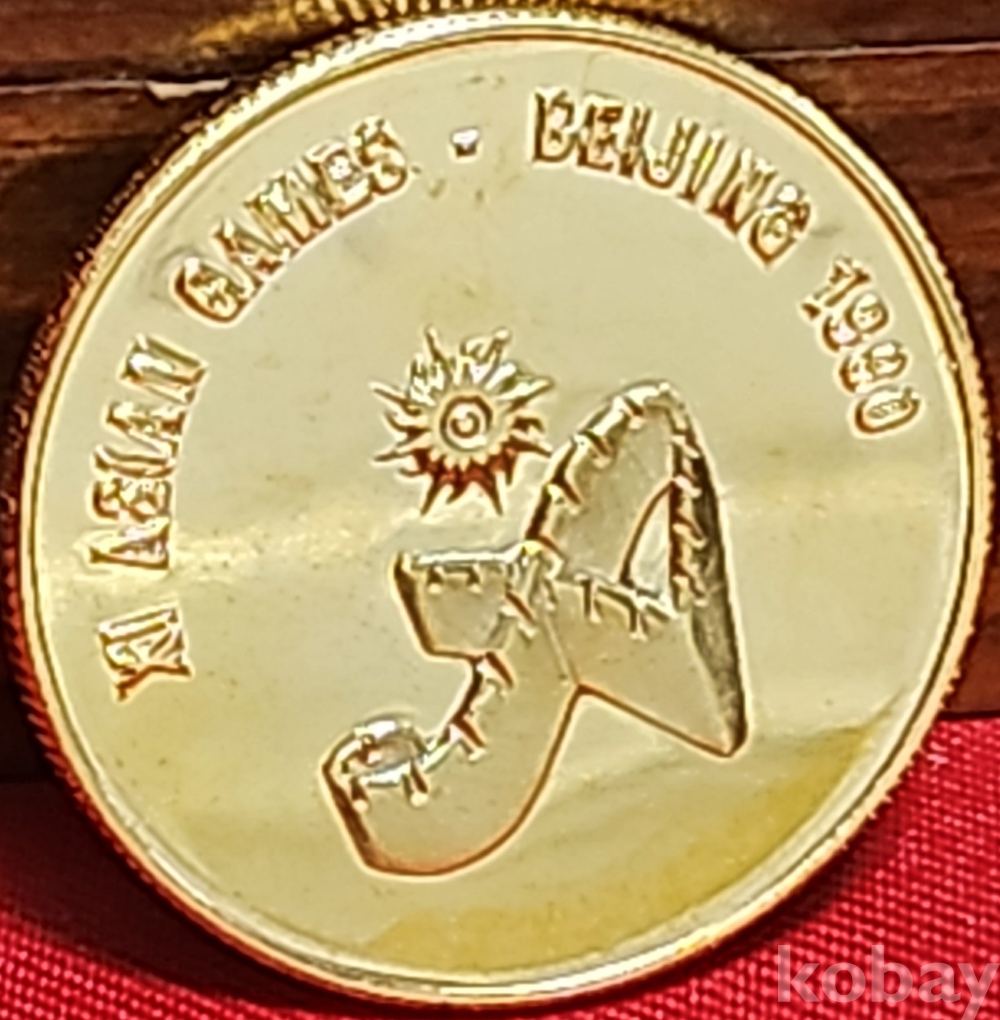 XI ASIAN GAMES · BEIJING 1990
kobay